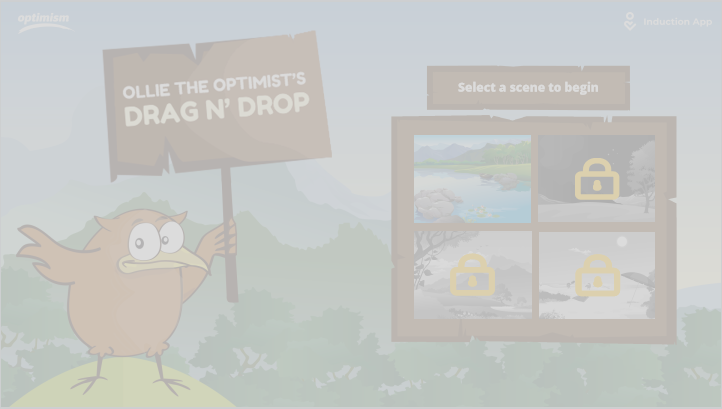 optimism
Induction App
OLLIE THE OPTIMIST'S
DRAG N' DROP
Select a scene to begin